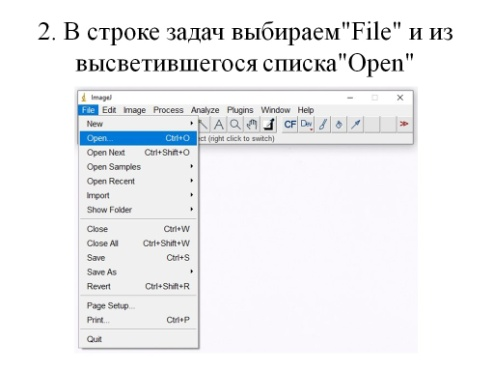 2. В строке задач выбираем"File" и из
высветившегося списка"Open"
ImageJ
File Edit Image Process Analyze Plugins Window Help
New
CF Dev
Open... Ctrl+O
ct (right click to switch)
Open Next Ctrl+Shift+O
Open Samples
Open Recent
Import
Show Folder
Close Ctrl+W
Close All Ctrl+Shift+W
Save Ctrl+S
Save As
Revert Ctrl+Shift+R
Page Setup...
Print... Ctrl+P
Quit